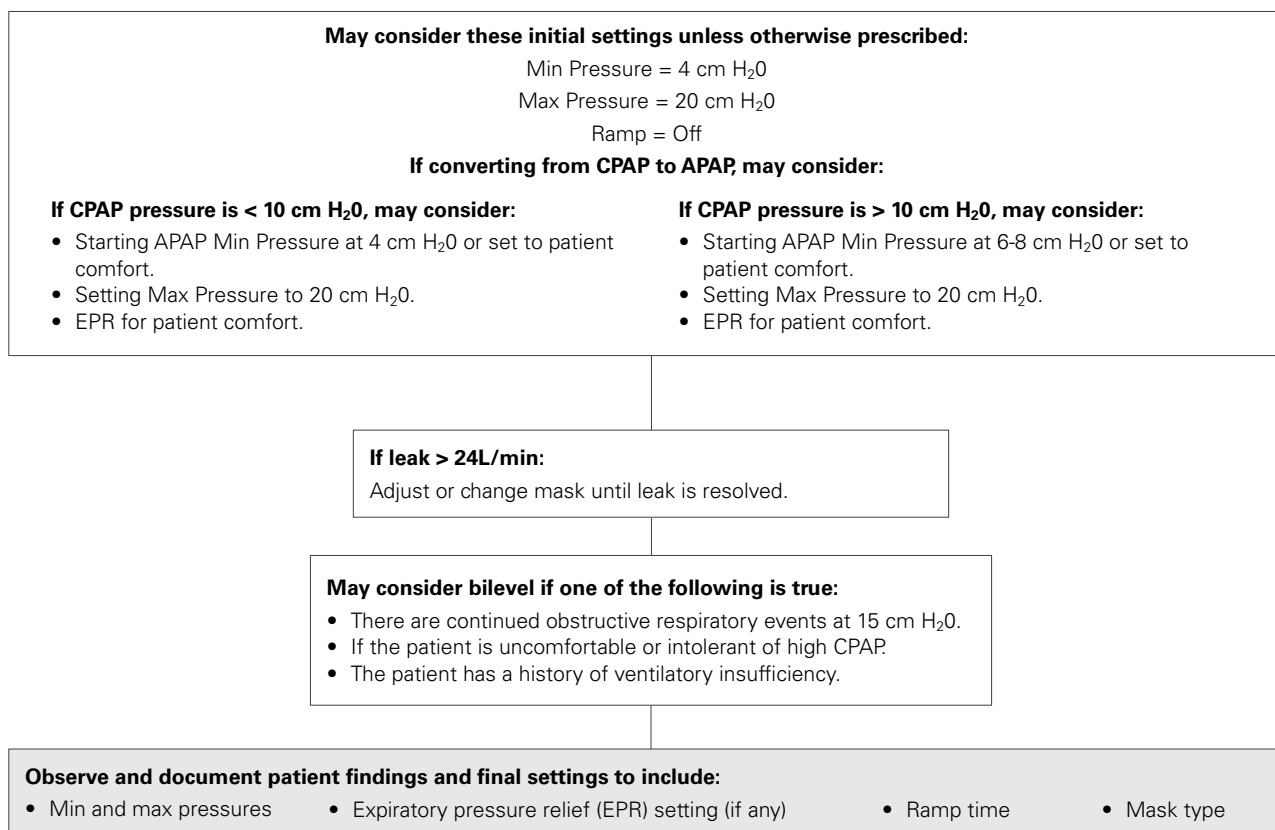 May consider these initial settings unless otherwise prescribed:
Min Pressure = 4 cm H₂0
Max Pressure = 20 cm H₂0
Ramp = Off
If converting from CPAP to APAP, may consider:
If CPAP pressure is < 10 cm H₂0, may consider:
• Starting APAP Min Pressure at 4 cm H₂0 or set to patient
comfort.
• Setting Max Pressure to 20 cm H₂0.
• EPR for patient comfort.
If CPAP pressure is > 10 cm H₂0, may consider:
• Starting APAP Min Pressure at 6-8 cm H₂0 or set to
patient comfort.
• Setting Max Pressure to 20 cm H₂0.
• EPR for patient comfort.
If leak > 24L/min:
Adjust or change mask until leak is resolved.
May consider bilevel if one of the following is true:
• There are continued obstructive respiratory events at 15 cm H₂0.
• If the patient is uncomfortable or intolerant of high CPAP.
• The patient has a history of ventilatory insufficiency.
Observe and document patient findings and final settings to include:
• Min and max pressures • Expiratory pressure relief (EPR) setting (if any) • Ramp time • Mask type